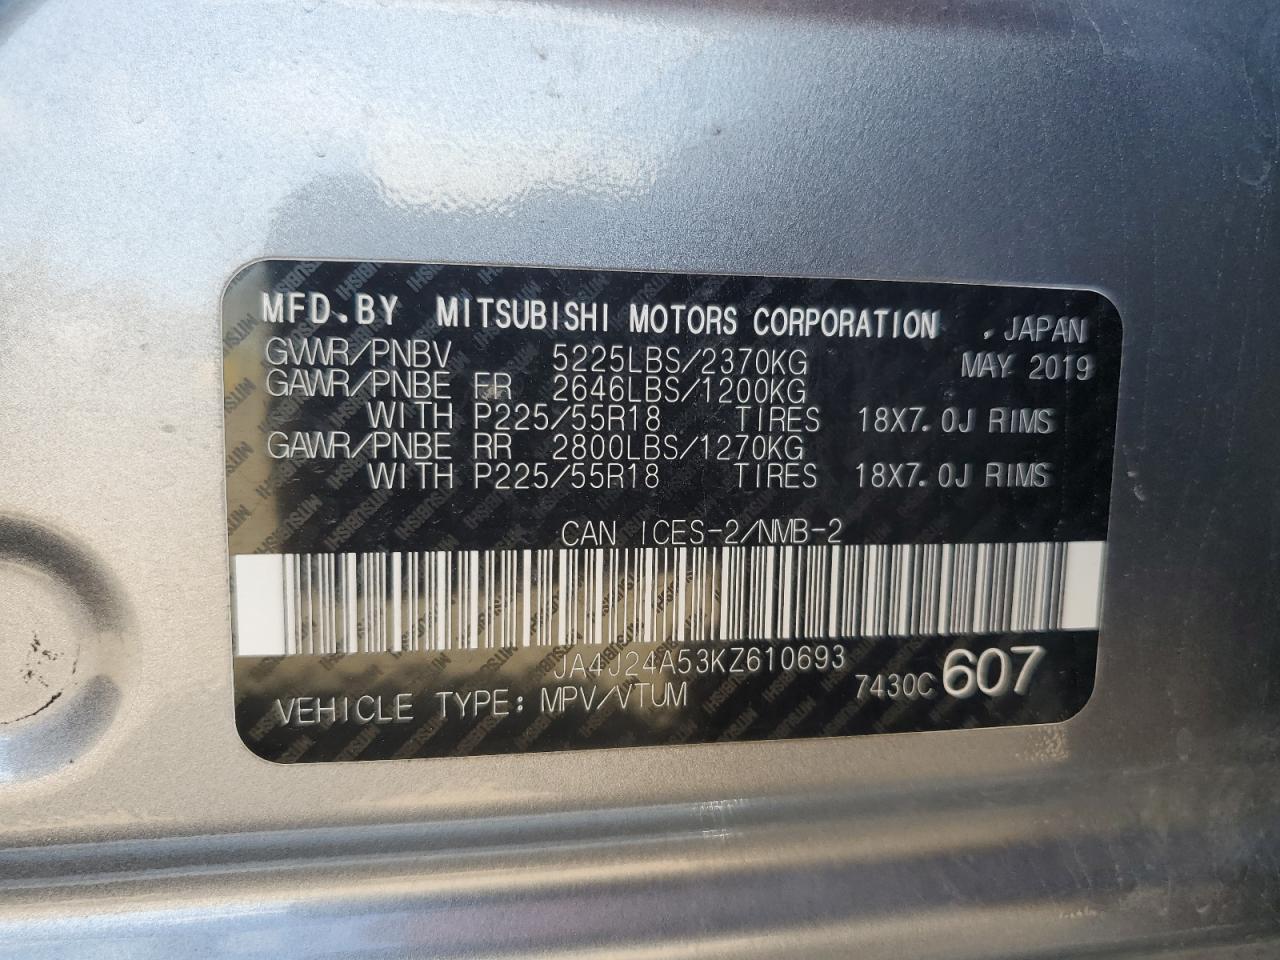 MFD.BY MITSUBISHI MOTORS CORPORATION . JAPAN
GVWR/PNBV 5225LBS/2370KG MAY 2019
GAWR/PNBE FR 2646LBS/1200KG
WITH P225/55R18 TIRES 18X7.0J RIMS
GAWR/PNBE RR 2800LBS/1270KG
WITH P225/55R18 TIRES 18X7.0J RIMS
CAN ICES-2/NMB-2
JA4J24A53KZ610693
VEHICLE TYPE: MPV/VTUM 7430C 607